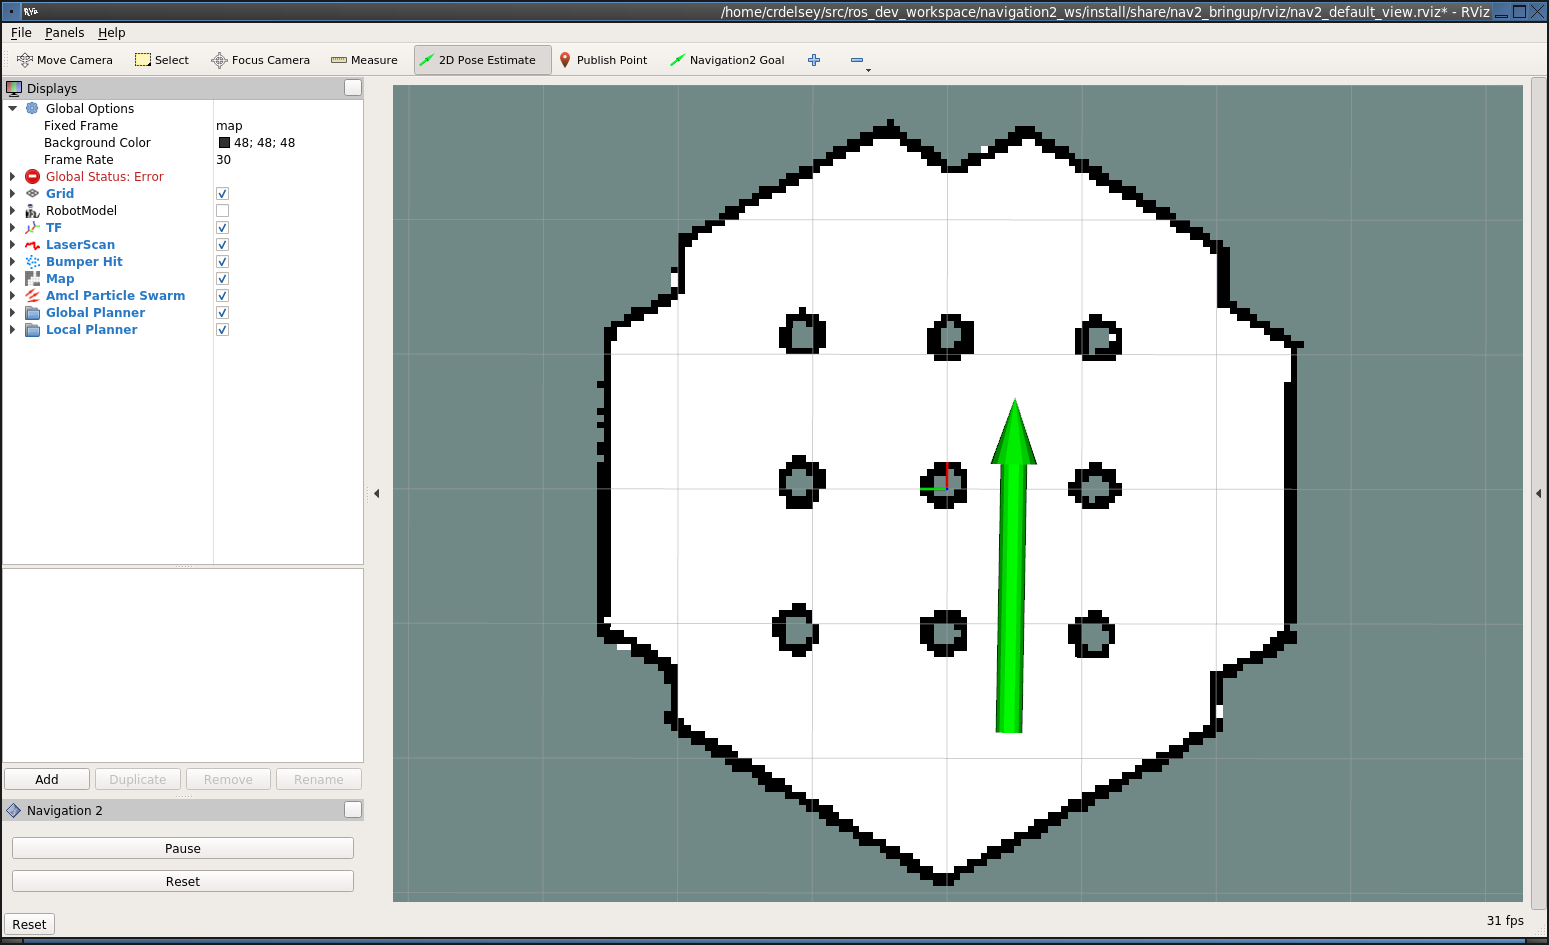 RViz /home/crdelsey/src/ros_dev_workspace/navigation2_ws/install/share/nav2_bringup/rviz/nav2_default_view.rviz* - RViz
File Panels Help
Move Camera Select Focus Camera Measure 2D Pose Estimate Publish Point Navigation2 Goal
Displays
Global Options
Fixed Frame map
Background Color 48; 48; 48
Frame Rate 30
Global Status: Error
Grid
RobotModel
TF
LaserScan
Bumper Hit
Map
Amcl Particle Swarm
Global Planner
Local Planner
Add Duplicate Remove Rename
Navigation 2
Pause
Reset
Reset 31 fps